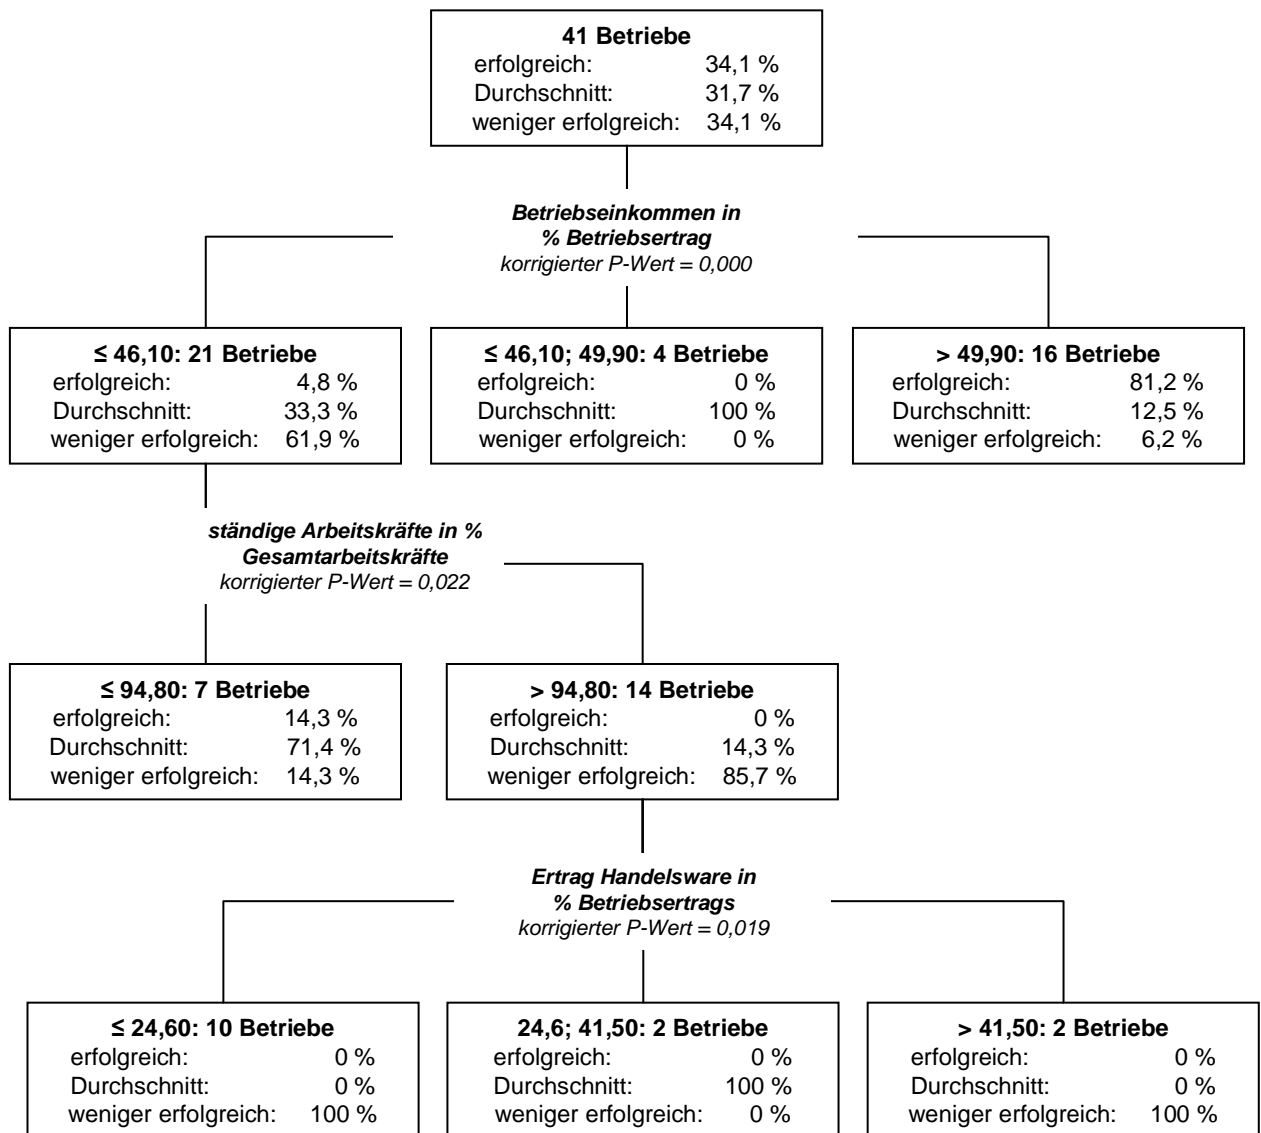 41 Betriebe
erfolgreich: 34,1 %
Durchschnitt: 31,7 %
weniger erfolgreich: 34,1 %
Betriebseinkommen in
% Betriebsertrag
korrigierter P-Wert = 0,000
≤ 46,10: 21 Betriebe
erfolgreich: 4,8 %
Durchschnitt: 33,3 %
weniger erfolgreich: 61,9 %
≤ 46,10; 49,90: 4 Betriebe
erfolgreich: 0 %
Durchschnitt: 100 %
weniger erfolgreich: 0 %
> 49,90: 16 Betriebe
erfolgreich: 81,2 %
Durchschnitt: 12,5 %
weniger erfolgreich: 6,2 %
ständige Arbeitskräfte in %
Gesamtarbeitskräfte
korrigierter P-Wert = 0,022
≤ 94,80: 7 Betriebe
erfolgreich: 14,3 %
Durchschnitt: 71,4 %
weniger erfolgreich: 14,3 %
> 94,80: 14 Betriebe
erfolgreich: 0 %
Durchschnitt: 14,3 %
weniger erfolgreich: 85,7 %
Ertrag Handelsware in
% Betriebsertrags
korrigierter P-Wert = 0,019
≤ 24,60: 10 Betriebe
erfolgreich: 0 %
Durchschnitt: 0 %
weniger erfolgreich: 100 %
24,6; 41,50: 2 Betriebe
erfolgreich: 0 %
Durchschnitt: 100 %
weniger erfolgreich: 0 %
> 41,50: 2 Betriebe
erfolgreich: 0 %
Durchschnitt: 0 %
weniger erfolgreich: 100 %